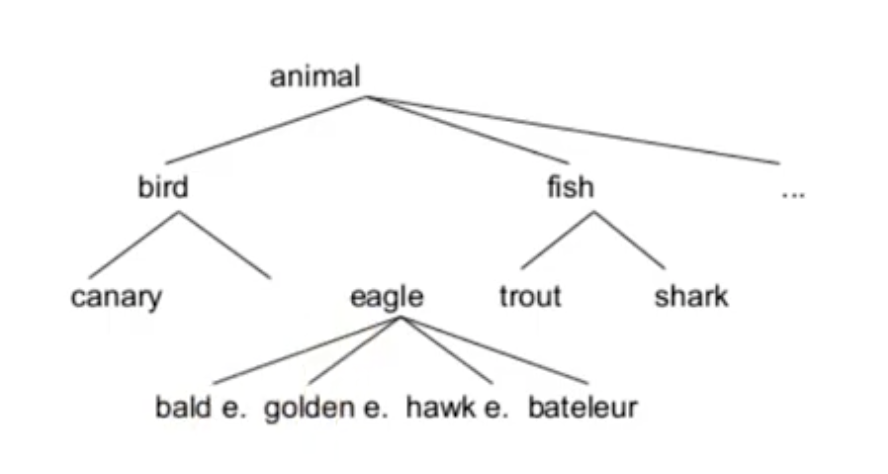 animal
bird fish ...
canary eagle trout shark
bald e. golden e. hawk e. bateleur